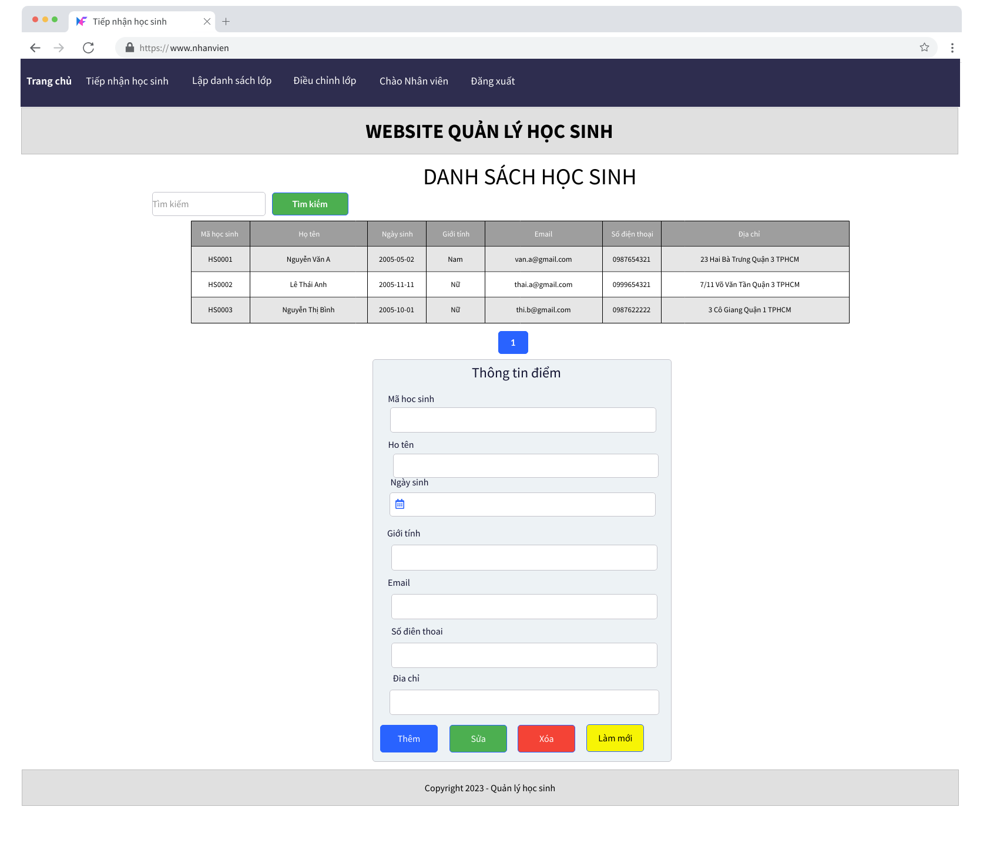 Tiếp nhận học sinh
https:// www.nhanvien
Trang chủ Tiếp nhận học sinh Lập danh sách lớp Điều chỉnh lớp Chào Nhân viên Đăng xuất
WEBSITE QUẢN LÝ HỌC SINH
DANH SÁCH HỌC SINH
Tìm kiếm Tìm kiếm
Mã học sinh Họ tên Ngày sinh Giới tính Email Số điện thoại Địa chỉ
HS0001 Nguyễn Văn A 2005-05-02 Nam van.a@gmail.com 0987654321 23 Hai Bà Trưng Quận 3 TPHCM
HS0002 Lê Thái Anh 2005-11-11 Nữ thai.a@gmail.com 0999654321 7/11 Võ Văn Tần Quận 3 TPHCM
HS0003 Nguyễn Thị Bình 2005-10-01 Nữ thi.b@gmail.com 0987622222 3 Cô Giang Quận 1 TPHCM
1
Thông tin điểm
Mã hoc sinh
Ho tên
Ngày sinh
Giới tính
Email
Số điên thoai
Đia chỉ
Thêm Sửa Xóa Làm mới
Copyright 2023 - Quản lý học sinh